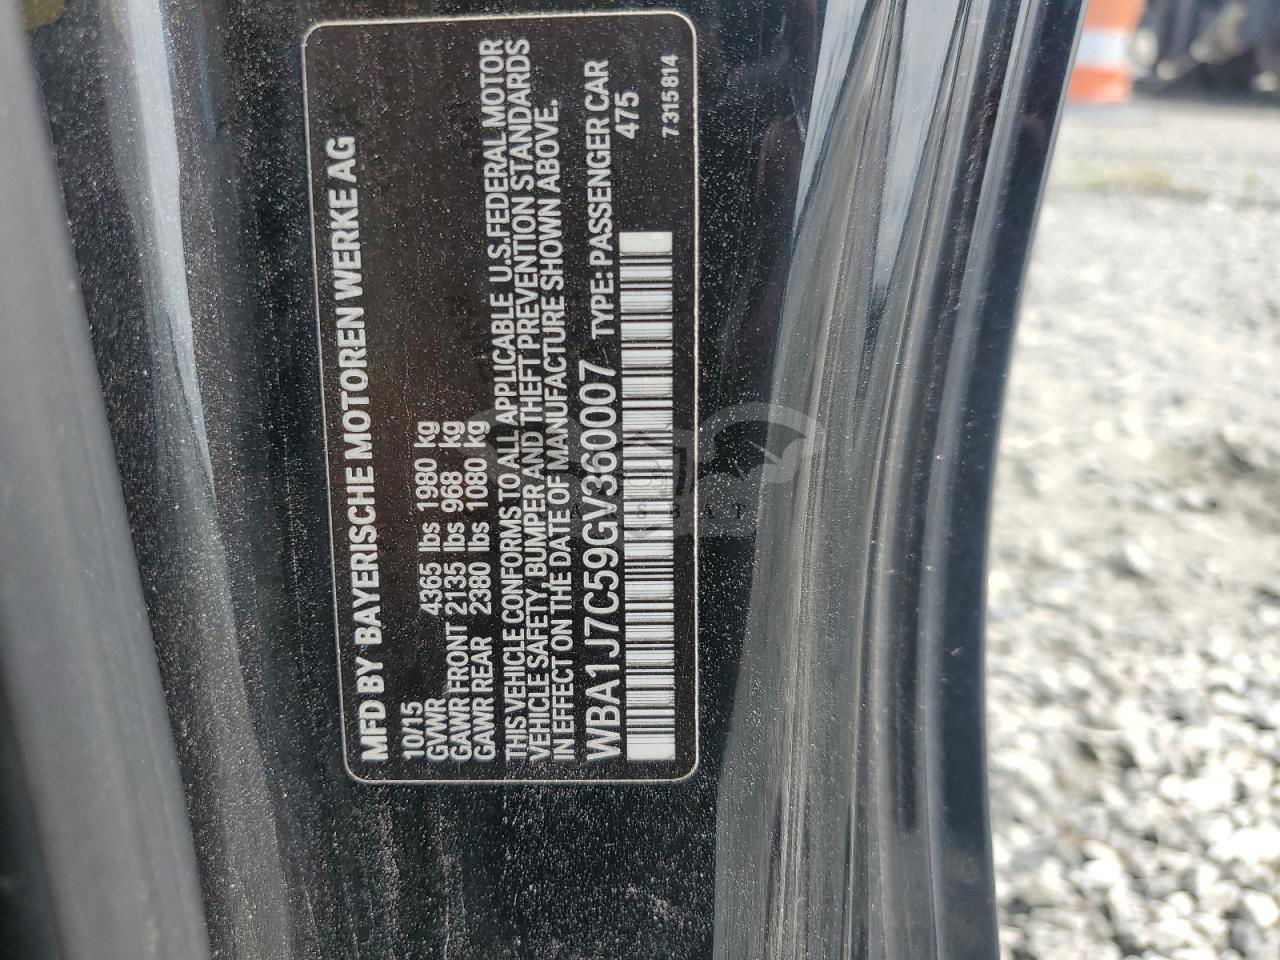 MFD BY BAYERISCHE MOTOREN WERKE AG
10/15
GVWR 4365 lbs 1980 kg
GAWR FRONT 2135 lbs 968 kg
GAWR REAR 2380 lbs 1080 kg
THIS VEHICLE CONFORMS TO ALL APPLICABLE U.S.FEDERAL MOTOR
VEHICLE SAFETY, BUMPER AND THEFT PREVENTION STANDARDS
IN EFFECT ON THE DATE OF MANUFACTURE SHOWN ABOVE.
WBA1J7C59GV360007 TYPE: PASSENGER CAR
475
7 315 814